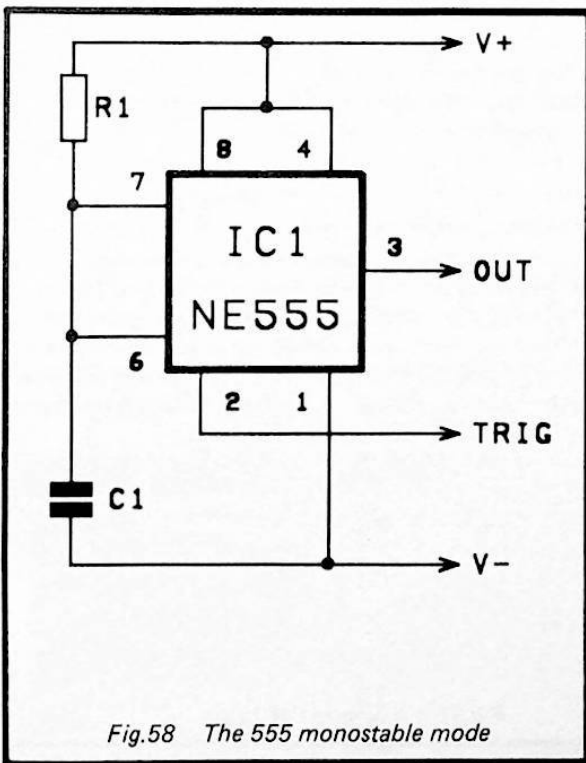 V+
R1
8 4
7
IC1
3
OUT
NE555
6
2 1
TRIG
C1
V-
Fig.58 The 555 monostable mode